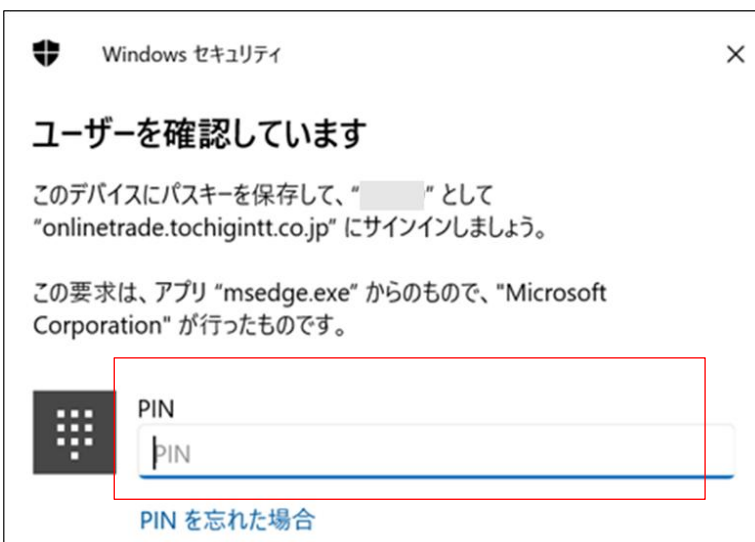 Windows セキュリティ
ユーザーを確認しています
このデバイスにパスキーを保存して、“ ” として
“onlinetrade.tochigintt.co.jp” にサインインしましょう。
この要求は、アプリ “msedge.exe” からのもので、"Microsoft
Corporation" が行ったものです。
PIN
PIN
PIN を忘れた場合